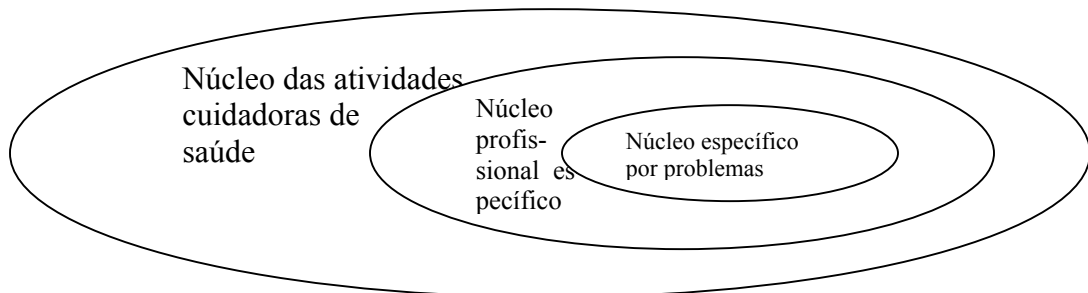 Núcleo das atividades
cuidadoras de
saúde
Núcleo
profis-
sional es
pecífico
Núcleo específico
por problemas